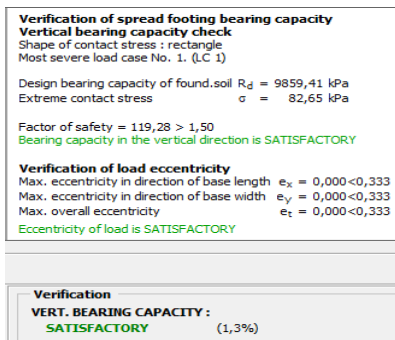 Verification of spread footing bearing capacity
Vertical bearing capacity check
Shape of contact stress : rectangle
Most severe load case No. 1. (LC 1)
Design bearing capacity of found.soil Rd = 9859,41 kPa
Extreme contact stress σ = 82,65 kPa
Factor of safety = 119,28 > 1,50
Bearing capacity in the vertical direction is SATISFACTORY
Verification of load eccentricity
Max. eccentricity in direction of base length ex = 0,000<0,333
Max. eccentricity in direction of base width ey = 0,000<0,333
Max. overall eccentricity et = 0,000<0,333
Eccentricity of load is SATISFACTORY
Verification
VERT. BEARING CAPACITY :
SATISFACTORY (1,3%)